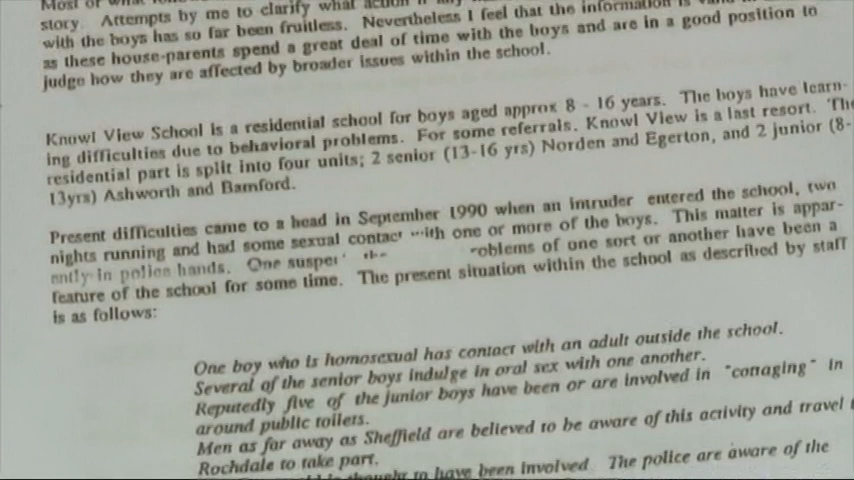 Most of what
story. Attempts by me to clarify what action if any
with the boys has so far been fruitless. Nevertheless I feel that the information is
as these house-parents spend a great deal of time with the boys and are in a good position to
judge how they are affected by broader issues within the school.
Knowl View School is a residential school for boys aged approx 8 - 16 years. The boys have learn-
ing difficulties due to behavioral problems. For some referrals. Knowl View is a last resort. The
residential part is split into four units; 2 senior (13-16 yrs) Norden and Egerton, and 2 junior (8-
13yrs) Ashworth and Bamford.
Present difficulties came to a head in September 1990 when an intruder entered the school, two
nights running and had some sexual contact with one or more of the boys. This matter is appar-
ently in police hands. One the of one sort or another have been a
feature of the school for some time. The present situation within the school as described by staff
is as follows:
One boy who is homosexual has contact with an adult outside the school.
Several of the senior boys indulge in oral sex with one another.
Reputedly five of the junior boys have been or are involved in "cottaging" in
around public toilets.
Men as far away as Sheffield are believed to be aware of this activity and travel
Rochdale to take part.
thought to have been involved The police are aware of the